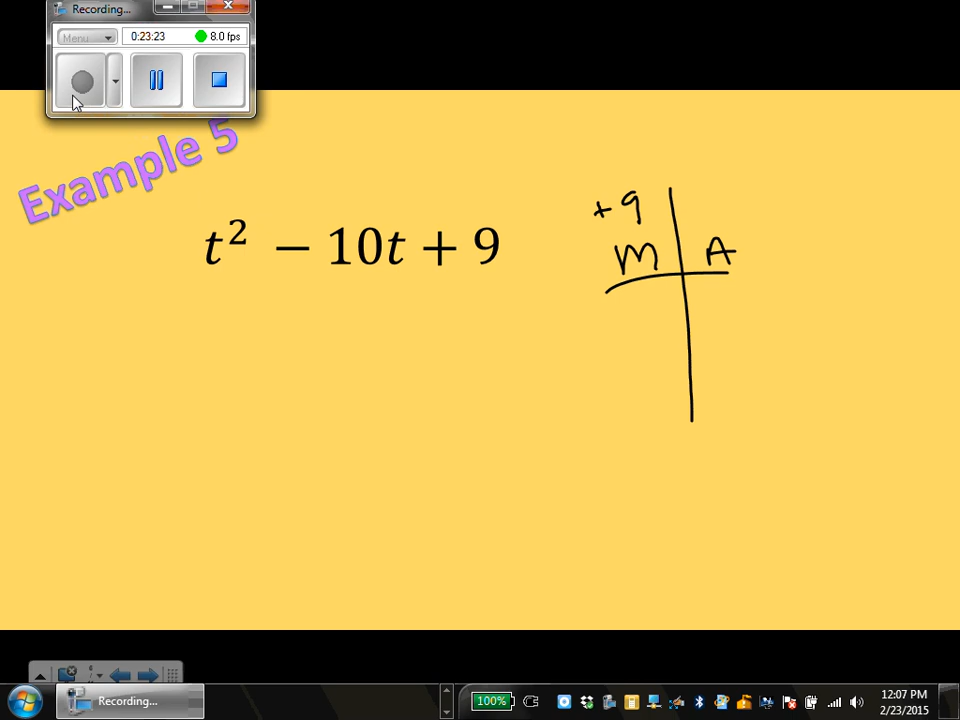 Recording...
Menu
0:23:23
8.0 fps
Example 5
t² − 10t + 9
+9
M A
Recording...
100%
12:07 PM
2/23/2015